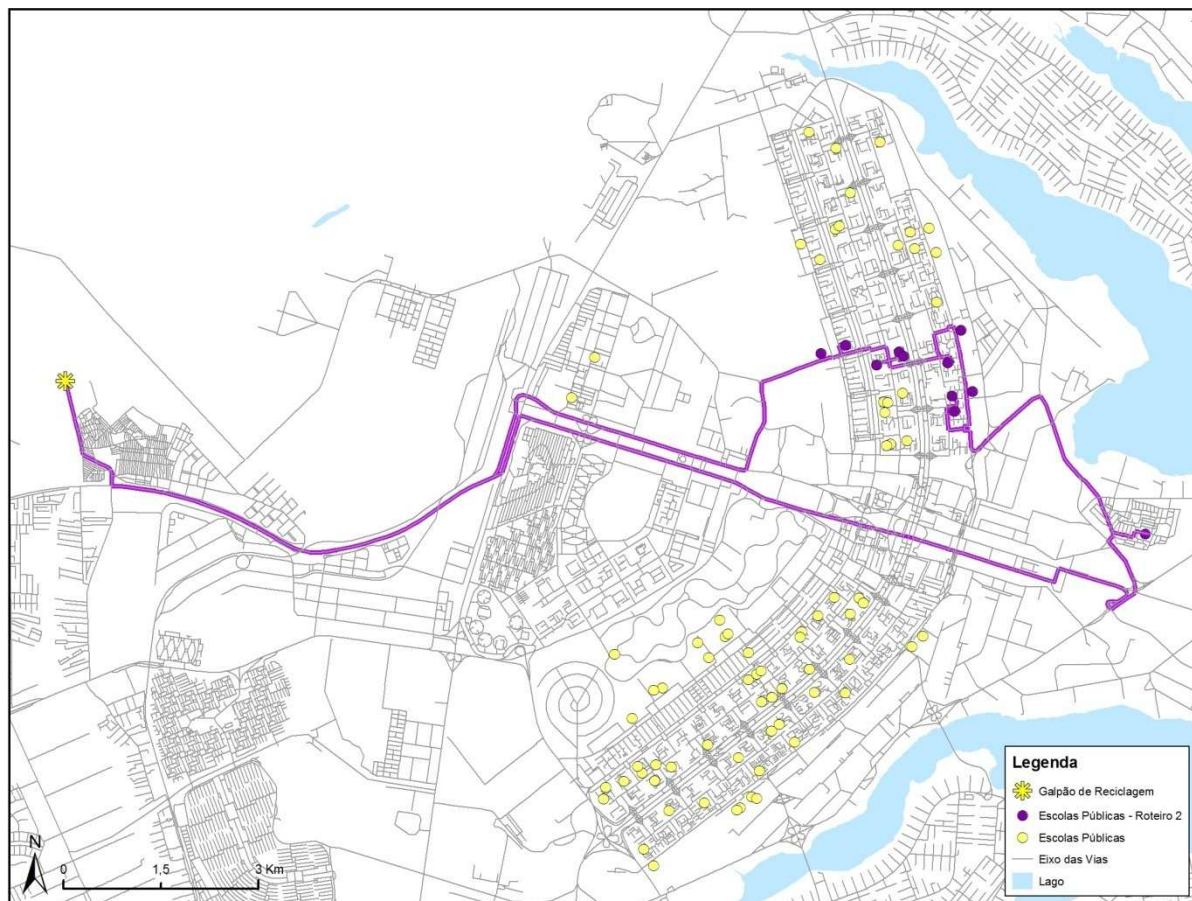 Legenda
Galpão de Reciclagem
Escolas Públicas - Roteiro 2
Escolas Públicas
Eixo das Vias
Lago
N
0 1,5 3 Km